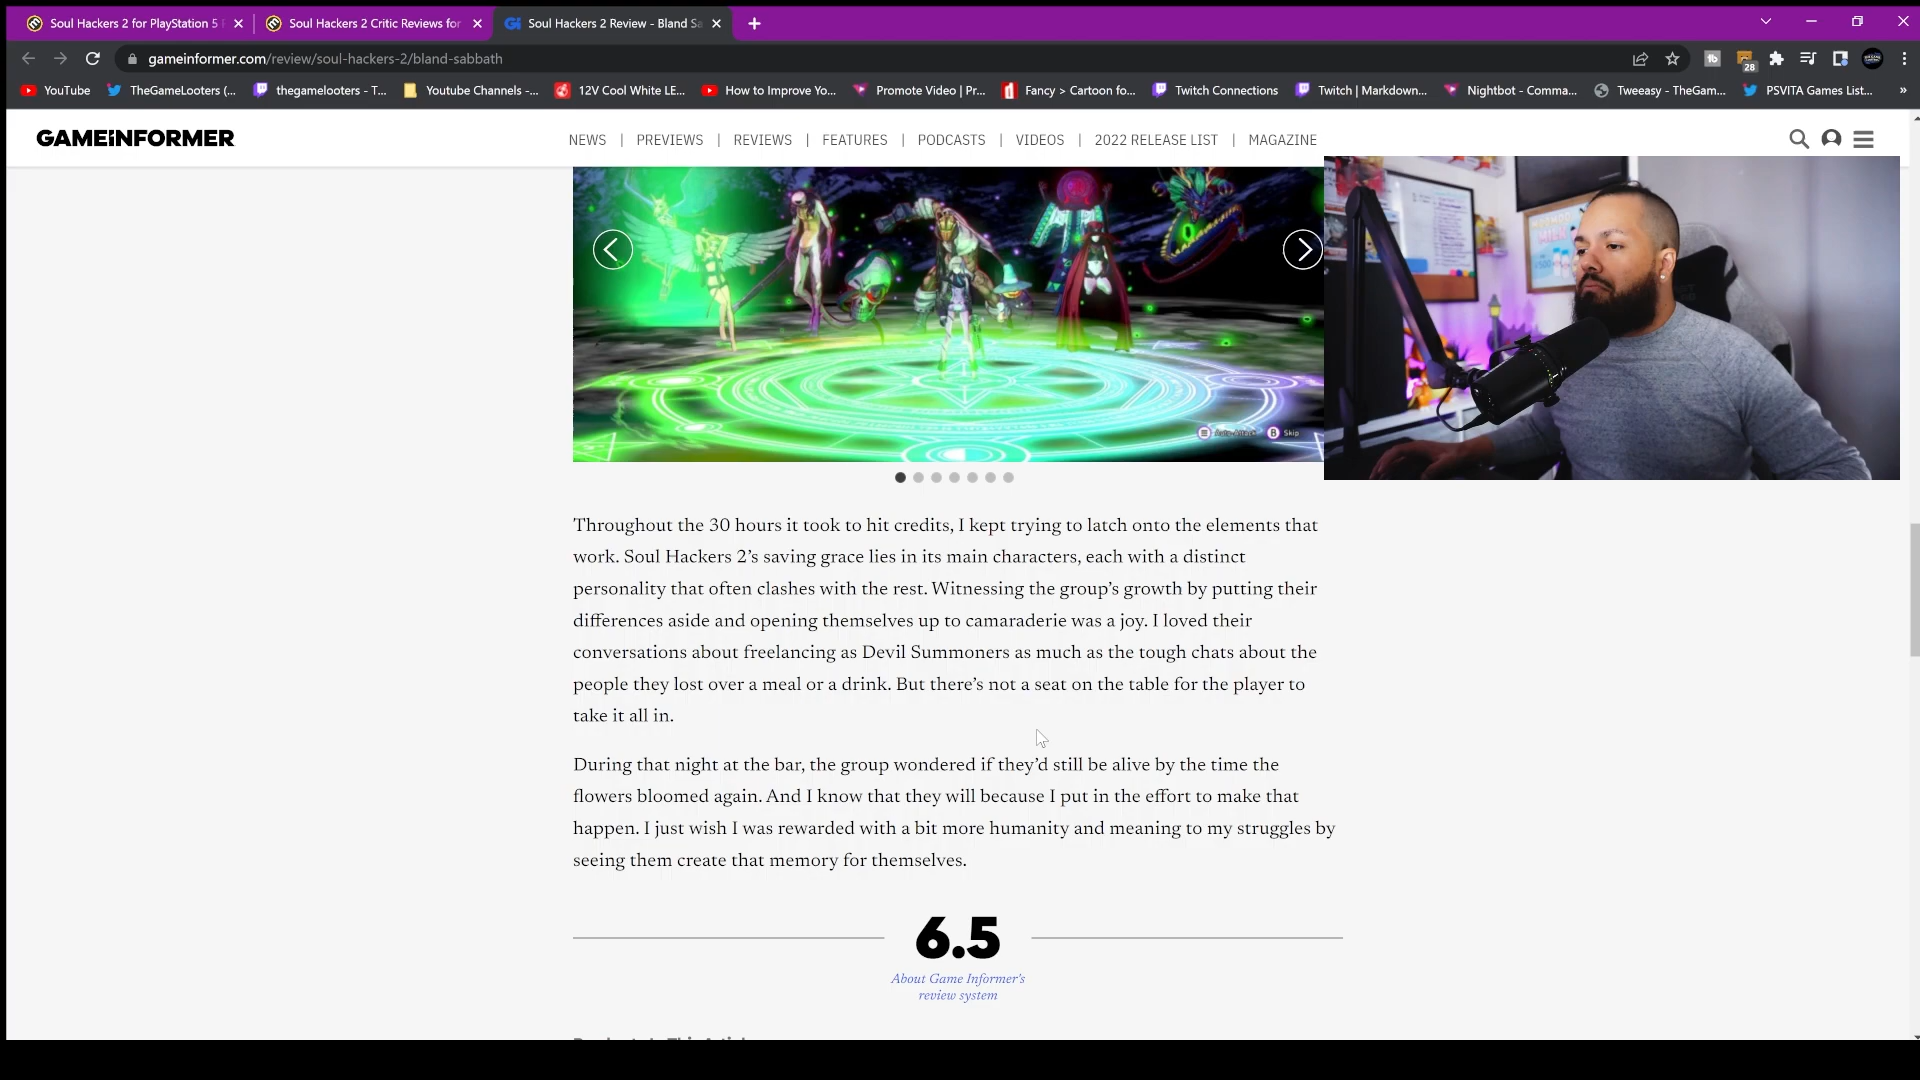 Soul Hackers 2 for PlayStation 5
Soul Hackers 2 Critic Reviews for
Soul Hackers 2 Review - Bland Sa
gameinformer.com/review/soul-hackers-2/bland-sabbath
28
YouTube
TheGameLooters (...
thegamelooters - T...
Youtube Channels -...
12V Cool White LE...
How to Improve Yo...
Promote Video | Pr...
Fancy > Cartoon fo...
Twitch Connections
Twitch | Markdown...
Nightbot - Comma...
Tweeasy - TheGam...
PSVITA Games List...
»
GAMEiNFORMER
NEWS | PREVIEWS | REVIEWS | FEATURES | PODCASTS | VIDEOS | 2022 RELEASE LIST | MAGAZINE
Auto-Attack B Skip
Throughout the 30 hours it took to hit credits, I kept trying to latch onto the elements that
work. Soul Hackers 2’s saving grace lies in its main characters, each with a distinct
personality that often clashes with the rest. Witnessing the group’s growth by putting their
differences aside and opening themselves up to camaraderie was a joy. I loved their
conversations about freelancing as Devil Summoners as much as the tough chats about the
people they lost over a meal or a drink. But there’s not a seat on the table for the player to
take it all in.
During that night at the bar, the group wondered if they’d still be alive by the time the
flowers bloomed again. And I know that they will because I put in the effort to make that
happen. I just wish I was rewarded with a bit more humanity and meaning to my struggles by
seeing them create that memory for themselves.
6.5
About Game Informer's
review system